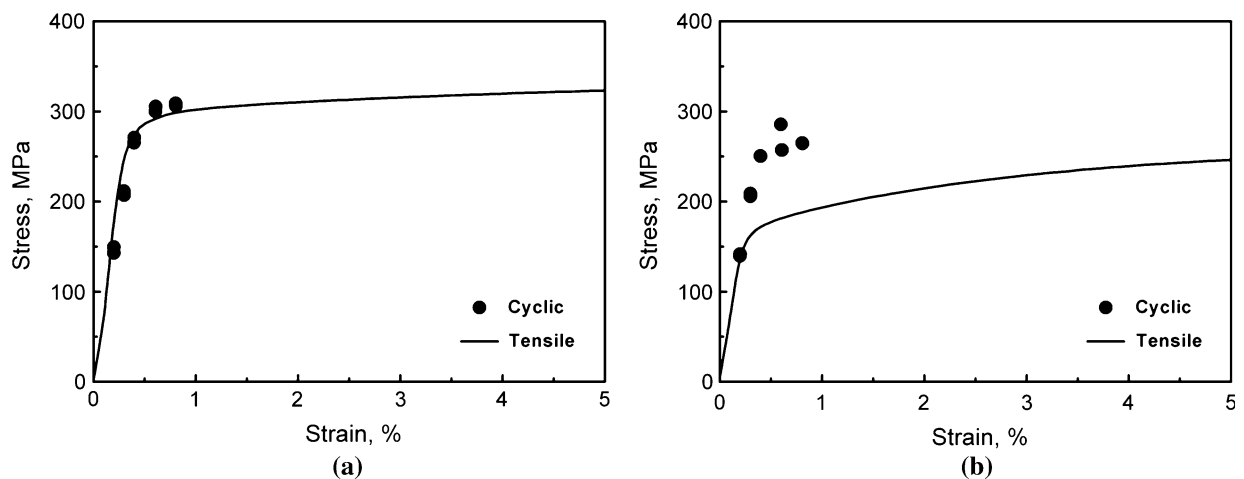 400
300
200
100
0
Stress, MPa
Cyclic
Tensile
0 1 2 3 4 5
Strain, %
(a)
400
300
200
100
0
Stress, MPa
Cyclic
Tensile
0 1 2 3 4 5
Strain, %
(b)